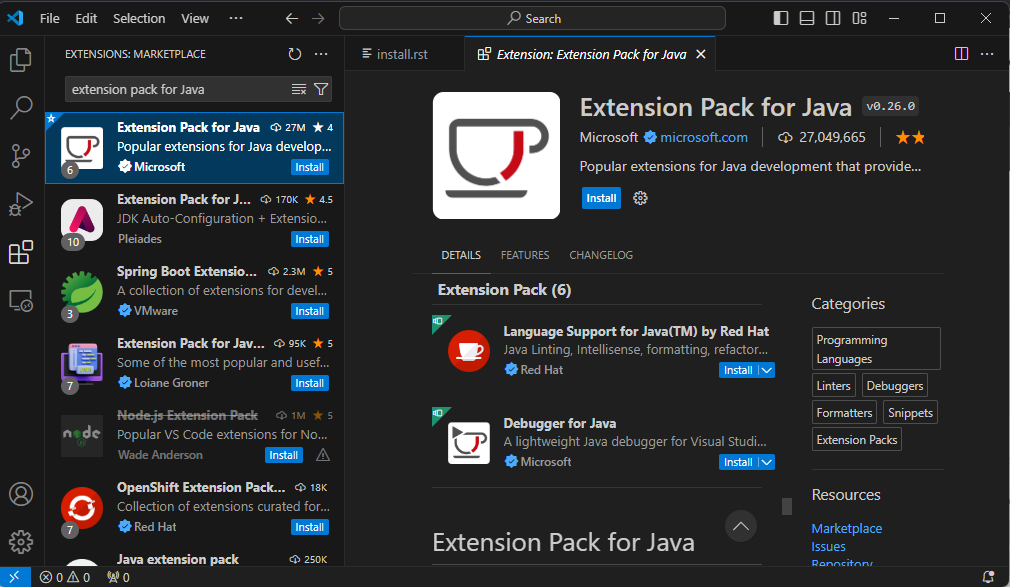 File Edit Selection View ··· Search
EXTENSIONS: MARKETPLACE
extension pack for Java
Extension Pack for Java 27M 4
Popular extensions for Java develop...
Microsoft Install
6
Extension Pack for J... 170K 4.5
JDK Auto-Configuration + Extensio...
Pleiades Install
10
Spring Boot Extensio... 2.3M 5
A collection of extensions for devel...
VMware Install
3
Extension Pack for Jav... 95K 5
Some of the most popular and usef...
Loiane Groner Install
7
Node.js Extension Pack 1M 5
Popular VS Code extensions for No...
Wade Anderson Install
node
OpenShift Extension Pack... 18K
Collection of extensions curated for...
Red Hat Install
7
Java extension pack 250K
install.rst Extension: Extension Pack for Java
Extension Pack for Java v0.26.0
Microsoft microsoft.com 27,049,665
Popular extensions for Java development that provide...
Install
DETAILS FEATURES CHANGELOG
Extension Pack (6)
Language Support for Java(TM) by Red Hat
Java Linting, Intellisense, formatting, refactor...
Red Hat Install
Debugger for Java
A lightweight Java debugger for Visual Studi...
Microsoft Install
Extension Pack for Java
Categories
Programming
Languages
Linters Debuggers
Formatters Snippets
Extension Packs
Resources
Marketplace
Issues
Repository
0 0 0